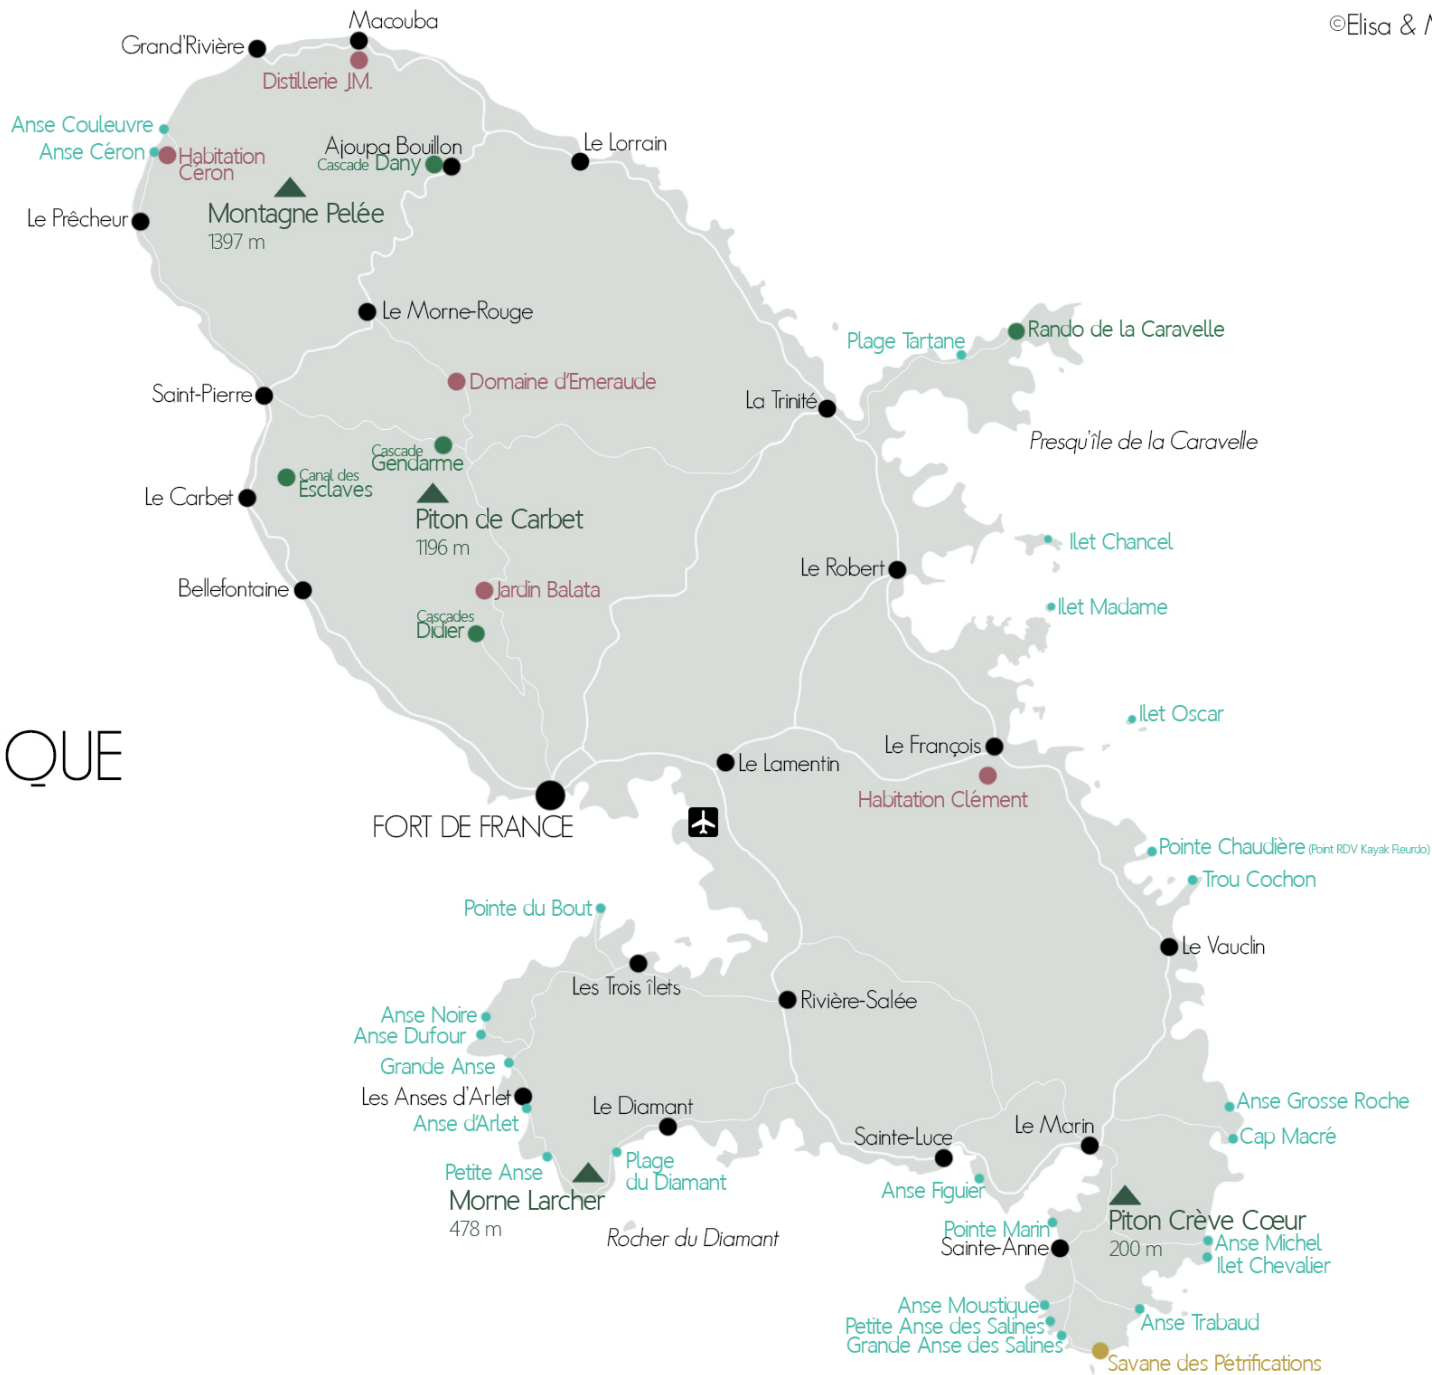 ©Elisa & M
Macouba
Grand'Rivière
Distillerie J.M.
Anse Couleuvre
Anse Céron
Habitation
Céron
Ajoupa Bouillon
Cascade Dany
Le Lorrain
Montagne Pelée
1397 m
Le Prêcheur
Le Morne-Rouge
Plage Tartane
Rando de la Caravelle
Saint-Pierre
Domaine d'Emeraude
La Trinité
Presqu'île de la Caravelle
Cascade
Gendarme
Canal des
Esclaves
Le Carbet
Piton de Carbet
1196 m
Ilet Chancel
Le Robert
Bellefontaine
Jardin Balata
Ilet Madame
Cascades
Didier
Ilet Oscar
QUE
Le François
Le Lamentin
Habitation Clément
FORT DE FRANCE
Pointe Chaudière (Point RDV Kayak Fleurdo)
Trou Cochon
Pointe du Bout
Le Vauclin
Les Trois îlets
Rivière-Salée
Anse Noire
Anse Dufour
Grande Anse
Les Anses d'Arlet
Anse d'Arlet
Le Diamant
Anse Grosse Roche
Le Marin
Cap Macré
Sainte-Luce
Petite Anse
Plage
du Diamant
Anse Figuier
Morne Larcher
478 m
Rocher du Diamant
Pointe Marin
Sainte-Anne
Piton Crève Cœur
200 m
Anse Michel
Ilet Chevalier
Anse Moustique
Petite Anse des Salines
Grande Anse des Salines
Anse Trabaud
Savane des Pétrifications